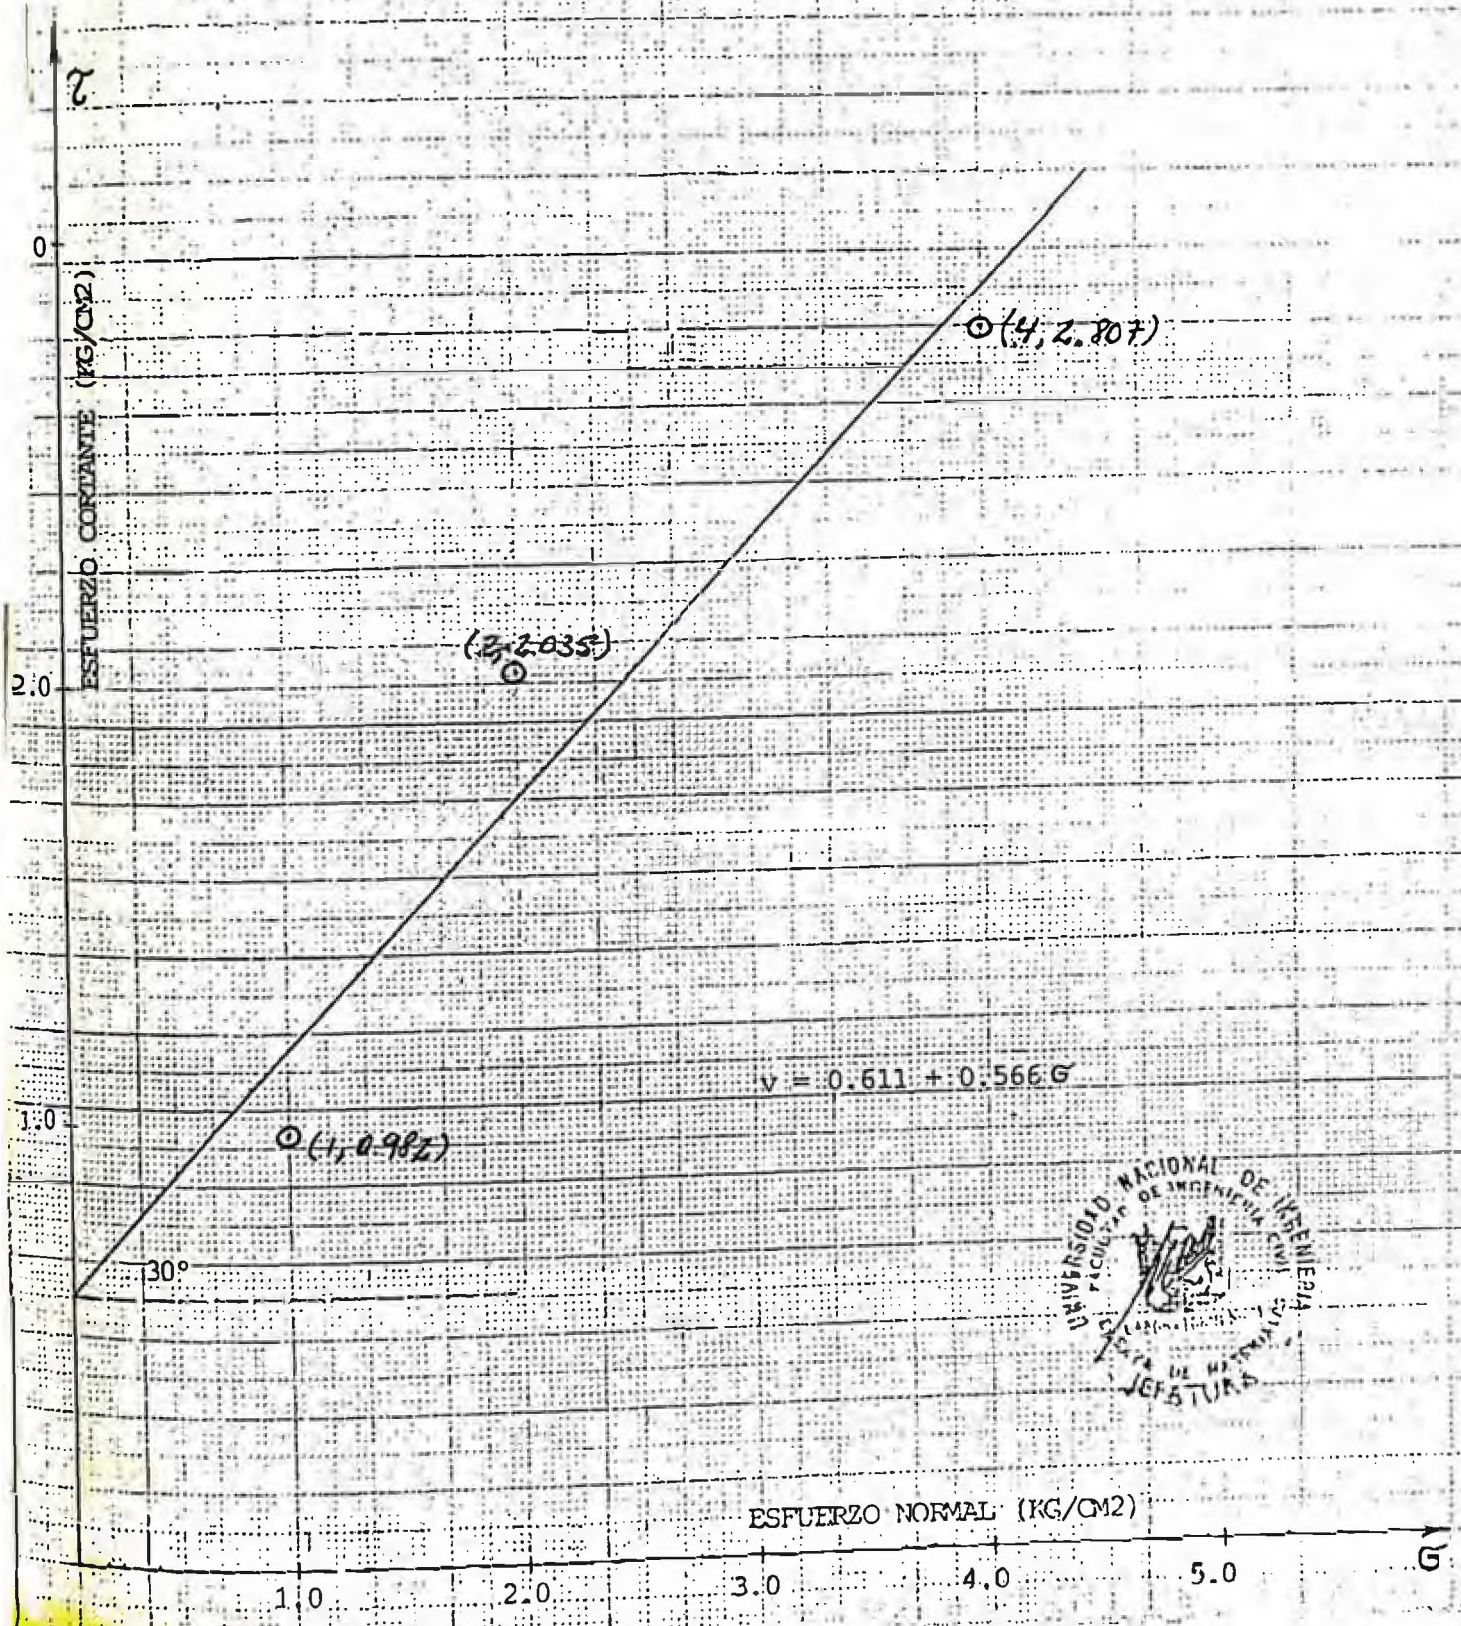 τ
0
ESFUERZO CORTANTE (KG/CM2)
(4, 2.807)
(2, 2.035)
2.0
v = 0.611 + 0.566 σ
1.0
(1, 0.982)
30°
UNIVERSIDAD NACIONAL DE INGENIERIA
FACULTAD DE INGENIERIA CIVIL
JEFATURA
ESFUERZO NORMAL (KG/CM2)
σ
1.0 2.0 3.0 4.0 5.0